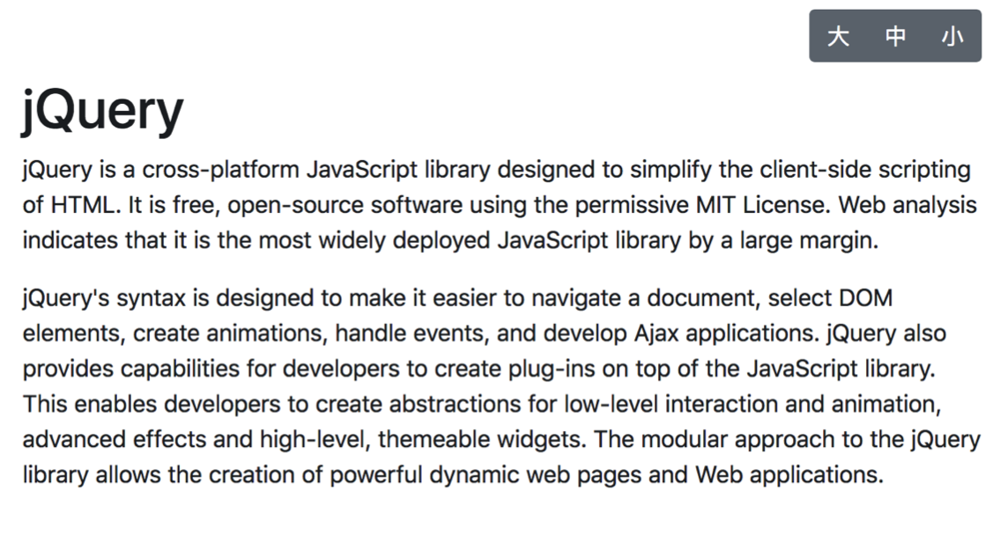 大 中 小
jQuery
jQuery is a cross-platform JavaScript library designed to simplify the client-side scripting
of HTML. It is free, open-source software using the permissive MIT License. Web analysis
indicates that it is the most widely deployed JavaScript library by a large margin.
jQuery's syntax is designed to make it easier to navigate a document, select DOM
elements, create animations, handle events, and develop Ajax applications. jQuery also
provides capabilities for developers to create plug-ins on top of the JavaScript library.
This enables developers to create abstractions for low-level interaction and animation,
advanced effects and high-level, themeable widgets. The modular approach to the jQuery
library allows the creation of powerful dynamic web pages and Web applications.